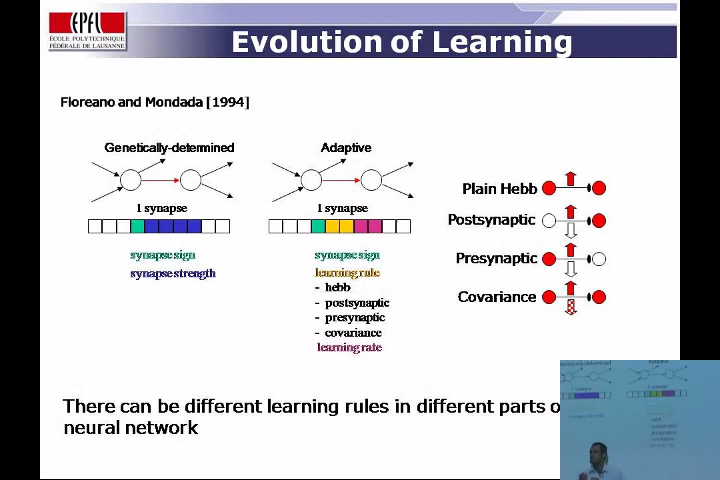 EPFL
ÉCOLE POLYTECHNIQUE
FÉDÉRALE DE LAUSANNE
Evolution of Learning
Floreano and Mondada [1994]
Genetically-determined
1 synapse
synapse sign
synapse strength
Adaptive
1 synapse
synapse sign
learning rule
- hebb
- postsynaptic
- presynaptic
- covariance
learning rate
Plain Hebb
Postsynaptic
Presynaptic
Covariance
There can be different learning rules in different parts
neural network